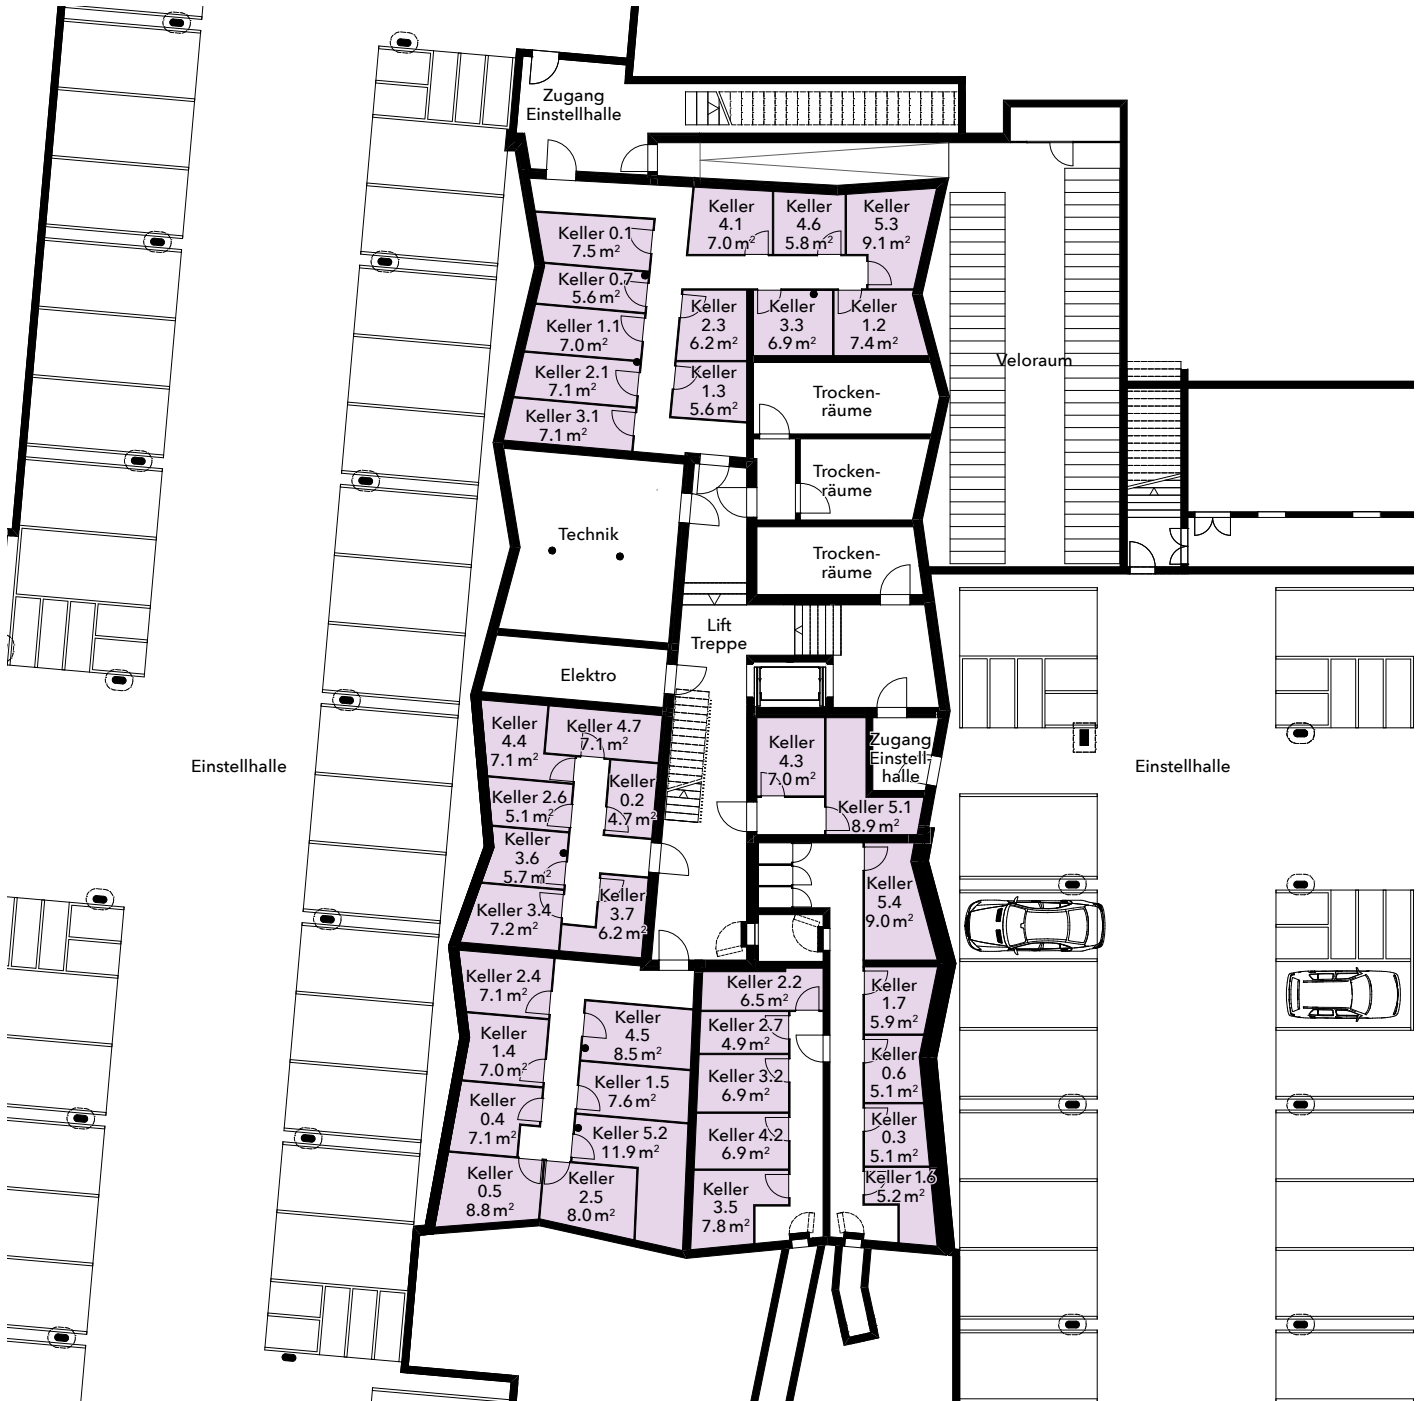 Zugang
Einstellhalle
Keller
4.1
7.0 m²
Keller
4.6
5.8 m²
Keller
5.3
9.1 m²
Keller 0.1
7.5 m²
Keller 0.7
5.6 m²
Keller 1.1
7.0 m²
Keller 2.1
7.1 m²
Keller 3.1
7.1 m²
Keller
2.3
6.2 m²
Keller
3.3
6.9 m²
Keller
1.2
7.4 m²
Keller
1.3
5.6 m²
Veloraum
Trocken-
räume
Trocken-
räume
Trocken-
räume
Technik
Lift
Treppe
Elektro
Keller
4.4
7.1 m²
Keller 4.7
7.1 m²
Keller 2.6
5.1 m²
Keller
0.2
4.7 m²
Keller
3.6
5.7 m²
Keller 3.4
7.2 m²
Keller
3.7
6.2 m²
Keller
4.3
7.0 m²
Zugang
Einstell-
halle
Keller 5.1
8.9 m²
Einstellhalle
Einstellhalle
Keller
5.4
9.0 m²
Keller 2.4
7.1 m²
Keller
1.4
7.0 m²
Keller
0.4
7.1 m²
Keller
0.5
8.8 m²
Keller
4.5
8.5 m²
Keller 1.5
7.6 m²
Keller 5.2
11.9 m²
Keller
2.5
8.0 m²
Keller 2.2
6.5 m²
Keller 2.7
4.9 m²
Keller 3.2
6.9 m²
Keller 4.2
6.9 m²
Keller
3.5
7.8 m²
Keller
1.7
5.9 m²
Keller
0.6
5.1 m²
Keller
0.3
5.1 m²
Keller 1.6
5.2 m²